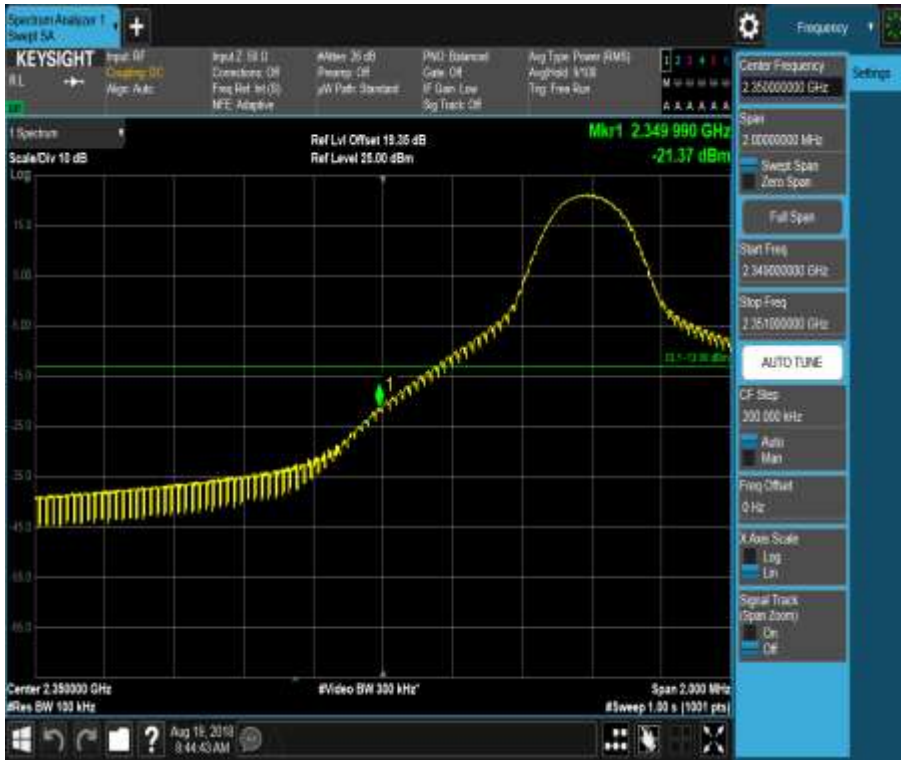 Spectrum Analyzer 1
Swept SA
Frequency
KEYSIGHT
Input: RF
Coupling: DC
Align: Auto
Input Z: 50 Ω
Corrections: Off
Freq Ref: Int (S)
NFE: Adaptive
#Atten: 26 dB
Preamp: Off
µW Path: Standard
PNO: Balanced
Gate: Off
IF Gain: Low
Sig Track: Off
Avg Type: Power (RMS)
Trig: Free Run
1 2 3 4 5 6
A A A A A A
Center Frequency
2.350000000 GHz
Settings
1 Spectrum
Ref Lvl Offset 19.35 dB
Mkr1 2.349 990 GHz
Scale/Div 10 dB
Ref Level 25.00 dBm
-21.37 dBm
Log
Span
2.00000000 MHz
Swept Span
Zero Span
Full Span
Start Freq
2.349000000 GHz
Stop Freq
2.351000000 GHz
AUTO TUNE
CF Step
200.000 kHz
Auto
Man
Freq Offset
0 Hz
X Axis Scale
Log
Lin
Signal Track
(Span Zoom)
On
Off
15.0
5.00
-5.00
-15.0
-25.0
-35.0
-45.0
-55.0
-65.0
1
Center 2.350000 GHz
#Video BW 300 kHz*
Span 2.000 MHz
#Res BW 100 kHz
#Sweep 1.00 s (1001 pts)
?
Aug 19, 2018
8:44:43 AM